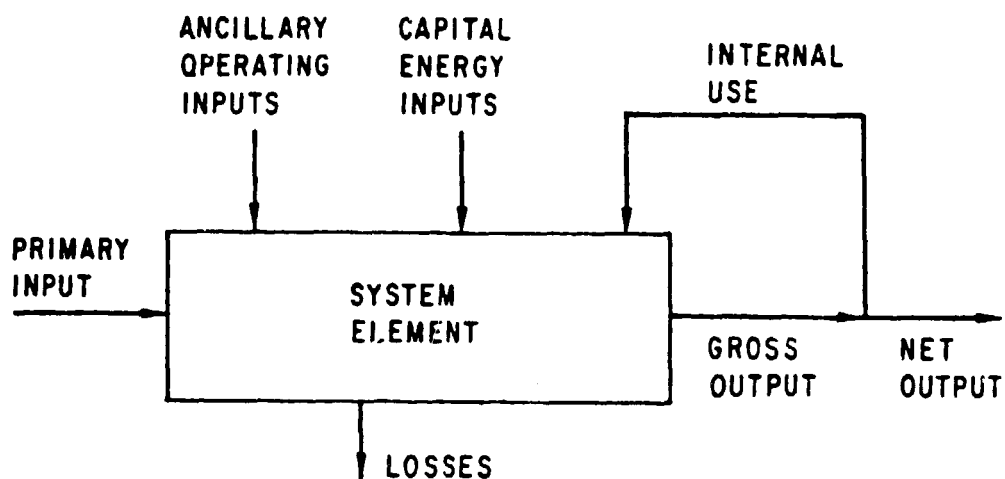 ANCILLARY
OPERATING
INPUTS
CAPITAL
ENERGY
INPUTS
INTERNAL
USE
PRIMARY
INPUT
SYSTEM
ELEMENT
GROSS
OUTPUT
NET
OUTPUT
LOSSES